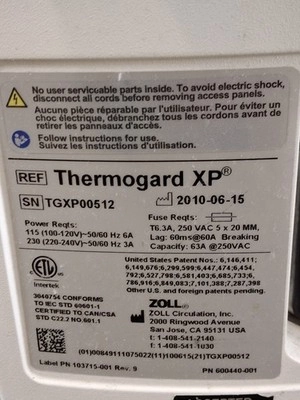 No user serviceable parts inside. To avoid electric shock,
disconnect all cords before removing access panels.
Aucune pièce réparable par l'utilisateur. Pour éviter un
choc électrique, débranchez tous les cordons avant de
retirer les panneaux d'accès.
Follow instructions for use.
Suivez les instructions d'utilisation.
REF Thermogard XP®
SN TGXP00512
2010-06-15
Power Reqts:
115 (100-120V)~50/60 Hz 6A
230 (220-240V)~50/60 Hz 3A
Fuse Reqts:
T6.3A, 250 VAC 5 x 20 MM,
Lag: 60ms@60A Breaking
Capacity: 63A @250VAC
ETL
Intertek
3040754 CONFORMS
TO IEC STD 60601-1
CERTIFIED TO CAN/CSA
STD C22.2 NO.601.1
United States Patents Nos., 6,146,411;
6,149,676;6,299,599;6,447,474;6,454,
792;6,527,798;6,581,403;6,685,733;6,
786,916;6,849,083;7,101,388;7,287,398
Other U.S. and foreign patents pending.
ZOLL®
ZOLL Circulation, Inc.
2000 Ringwood Avenue
San Jose, CA 95131 USA
t: 1-408-541-2140
f: 1-408-541-1030
(01)00849111075022(11)100615(21)TGXP00512
Label PN 103715-001 Rev. 9
PN 600440-001